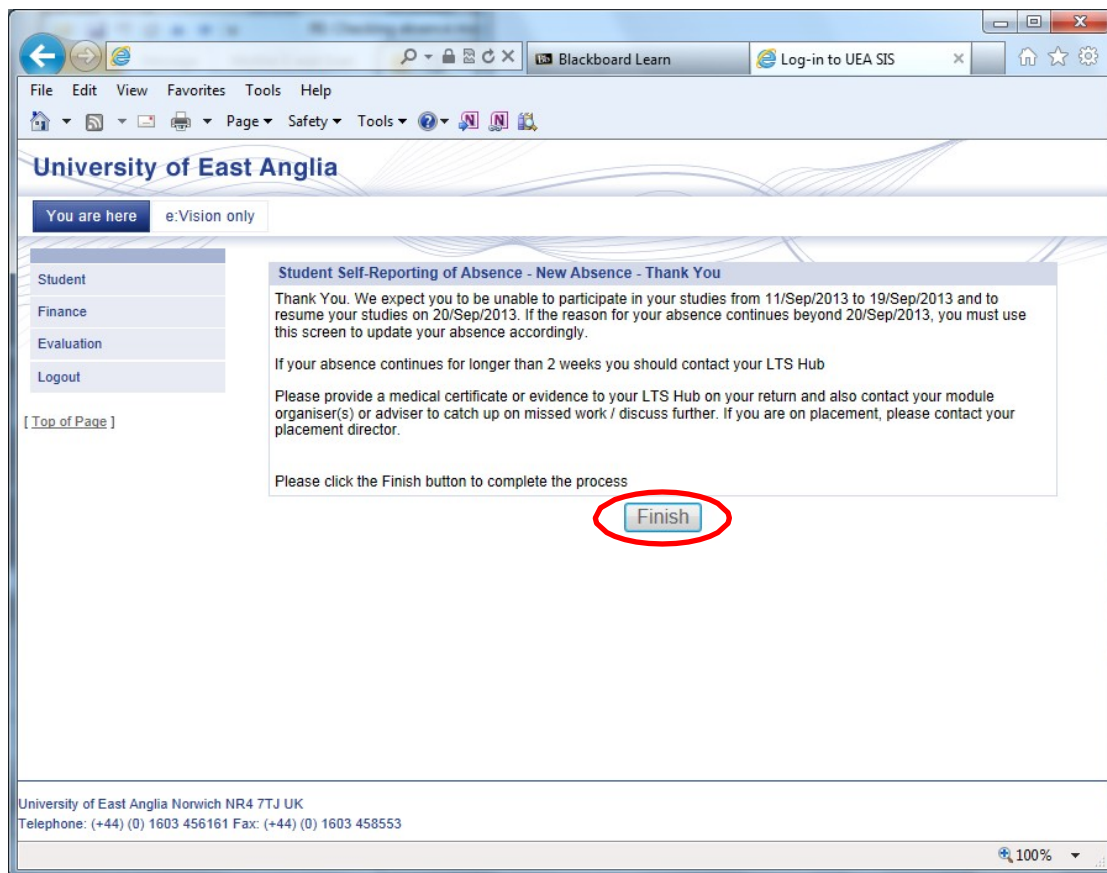 Blackboard Learn
Log-in to UEA SIS
File Edit View Favorites Tools Help
Page Safety Tools
University of East Anglia
You are here e:Vision only
Student
Finance
Evaluation
Logout
[ Top of Page ]
Student Self-Reporting of Absence - New Absence - Thank You
Thank You. We expect you to be unable to participate in your studies from 11/Sep/2013 to 19/Sep/2013 and to
resume your studies on 20/Sep/2013. If the reason for your absence continues beyond 20/Sep/2013, you must use
this screen to update your absence accordingly.
If your absence continues for longer than 2 weeks you should contact your LTS Hub
Please provide a medical certificate or evidence to your LTS Hub on your return and also contact your module
organiser(s) or adviser to catch up on missed work / discuss further. If you are on placement, please contact your
placement director.
Please click the Finish button to complete the process
Finish
University of East Anglia Norwich NR4 7TJ UK
Telephone: (+44) (0) 1603 456161 Fax: (+44) (0) 1603 458553
100%